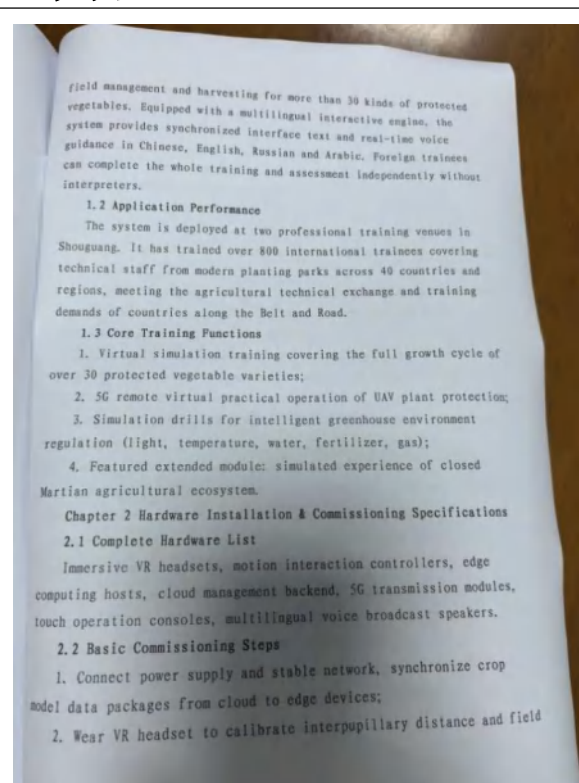 field management and harvesting for more than 30 kinds of protected
vegetables. Equipped with a multilingual interactive engine, the
system provides synchronized interface text and real-time voice
guidance in Chinese, English, Russian and Arabic. Foreign trainees
can complete the whole training and assessment independently without
interpreters.
1.2 Application Performance
The system is deployed at two professional training venues in
Shouguang. It has trained over 800 international trainees covering
technical staff from modern planting parks across 40 countries and
regions, meeting the agricultural technical exchange and training
demands of countries along the Belt and Road.
1.3 Core Training Functions
1. Virtual simulation training covering the full growth cycle of
over 30 protected vegetable varieties;
2. 5G remote virtual practical operation of UAV plant protection;
3. Simulation drills for intelligent greenhouse environment
regulation (light, temperature, water, fertilizer, gas);
4. Featured extended module: simulated experience of closed
Martian agricultural ecosystem.
Chapter 2 Hardware Installation & Commissioning Specifications
2.1 Complete Hardware List
Immersive VR headsets, motion interaction controllers, edge
computing hosts, cloud management backend, 5G transmission modules,
touch operation consoles, multilingual voice broadcast speakers.
2.2 Basic Commissioning Steps
1. Connect power supply and stable network, synchronize crop
model data packages from cloud to edge devices;
2. Wear VR headset to calibrate interpupillary distance and field